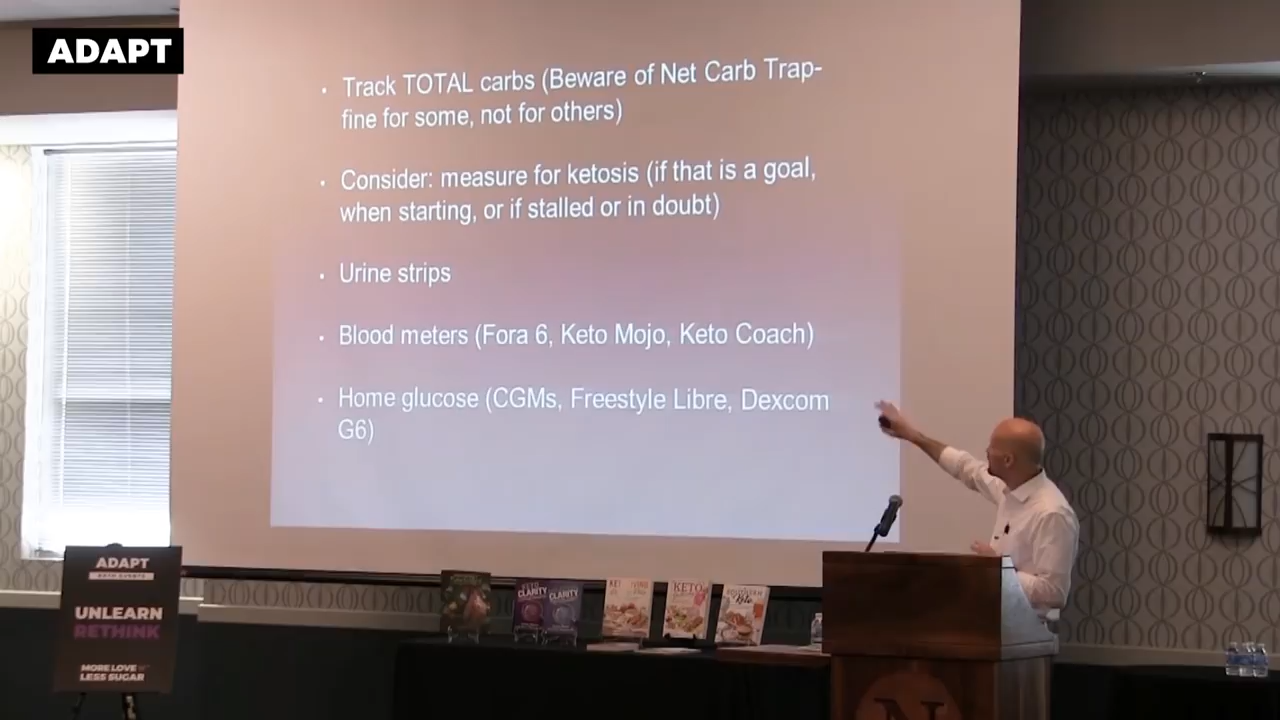 ADAPT
• Track TOTAL carbs (Beware of Net Carb Trap-
fine for some, not for others)
• Consider: measure for ketosis (if that is a goal,
when starting, or if stalled or in doubt)
• Urine strips
• Blood meters (Fora 6, Keto Mojo, Keto Coach)
• Home glucose (CGMs, Freestyle Libre, Dexcom
G6)
ADAPT
UNLEARN
RETHINK
MORE LOVE
LESS SUGAR
KETO
CLARITY
CLARITY
KETO
N